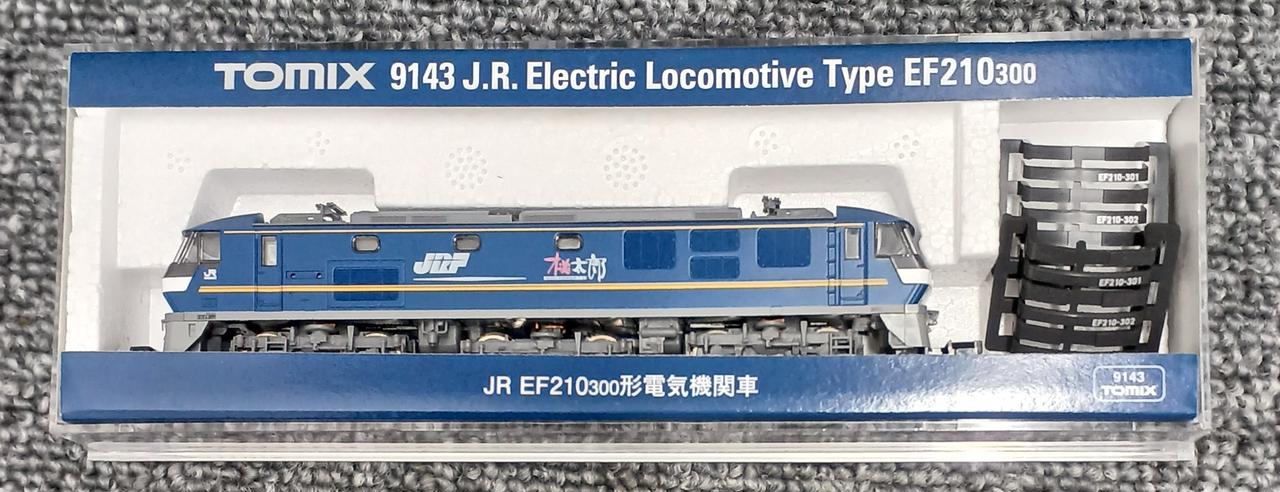 TOMIX 9143 J.R. Electric Locomotive Type EF210300
EF210-301
EF210-302
EF210-301
EF210-302
JR
JRF
桃太郎
JR EF210300形電気機関車
9143
TOMIX